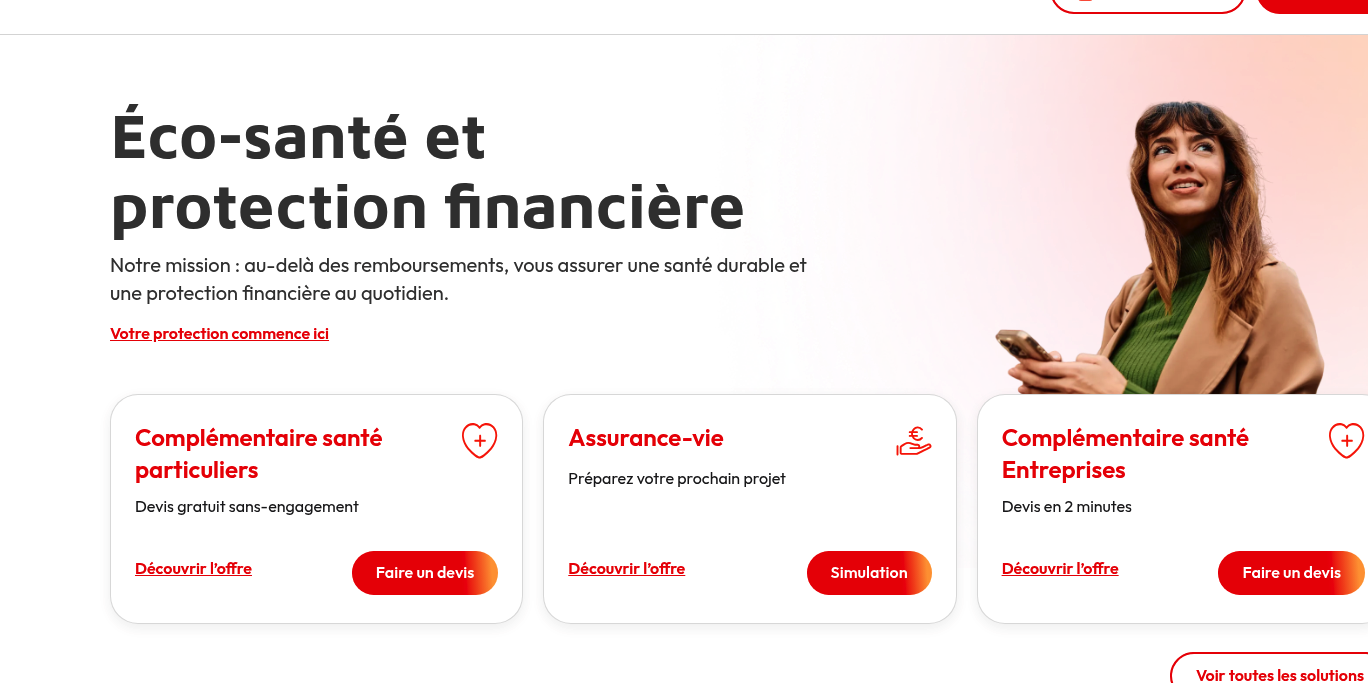 Éco-santé et
protection financière
Notre mission : au-delà des remboursements, vous assurer une santé durable et
une protection financière au quotidien.
Votre protection commence ici
Complémentaire santé
particuliers
Devis gratuit sans-engagement
Découvrir l’offre
Faire un devis
Assurance-vie
Préparez votre prochain projet
Découvrir l’offre
Simulation
Complémentaire santé
Entreprises
Devis en 2 minutes
Découvrir l’offre
Faire un devis
Voir toutes les solutions